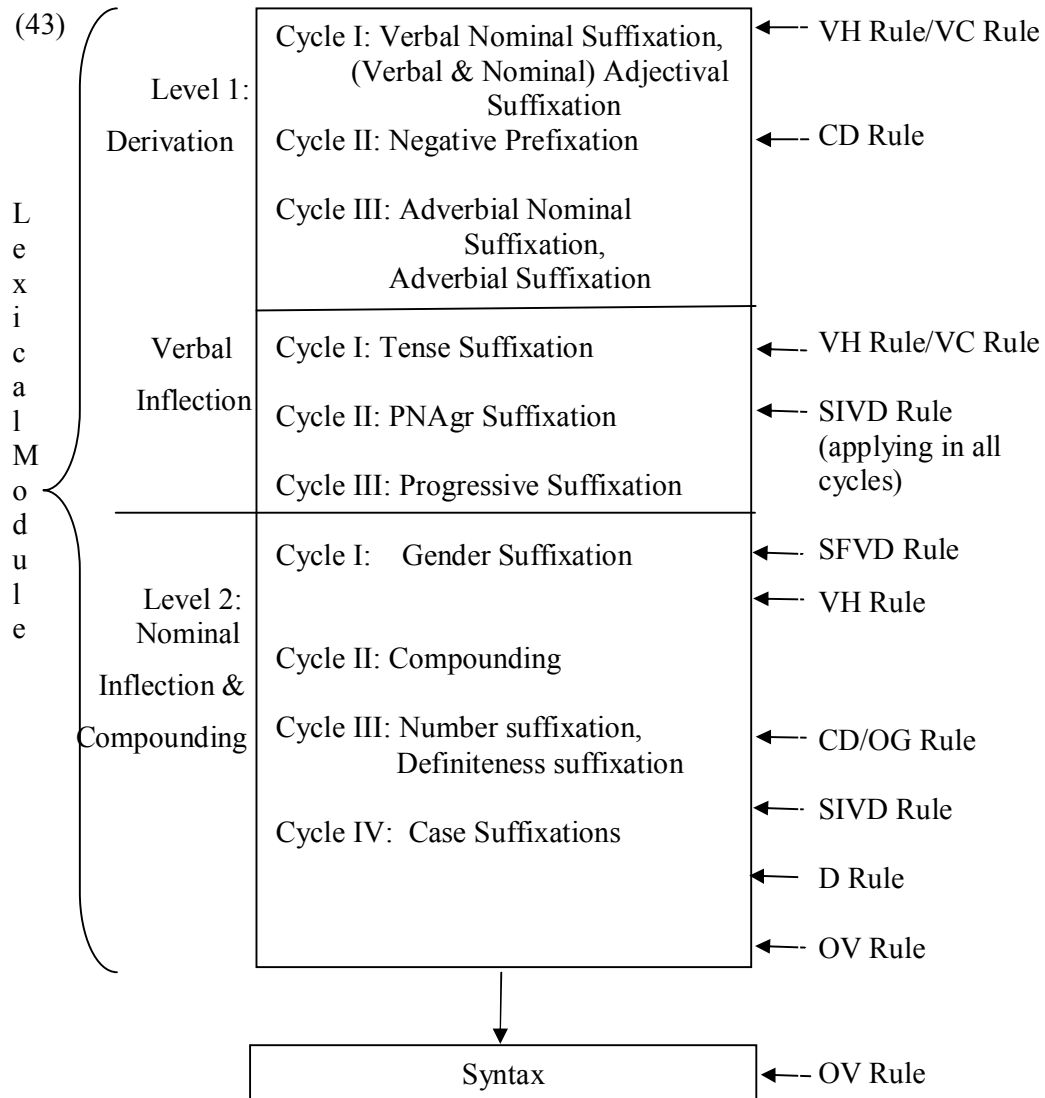 (43)
Cycle I: Verbal Nominal Suffixation,
(Verbal & Nominal) Adjectival
Suffixation
VH Rule/VC Rule
Level 1:
Derivation
Cycle II: Negative Prefixation
CD Rule
Cycle III: Adverbial Nominal
Suffixation,
Adverbial Suffixation
Lexical Module
Verbal
Inflection
Cycle I: Tense Suffixation
VH Rule/VC Rule
Cycle II: PNAgr Suffixation
SIVD Rule
(applying in all
cycles)
Cycle III: Progressive Suffixation
Cycle I: Gender Suffixation
SFVD Rule
VH Rule
Level 2:
Nominal
Inflection &
Compounding
Cycle II: Compounding
Cycle III: Number suffixation,
Definiteness suffixation
CD/OG Rule
SIVD Rule
Cycle IV: Case Suffixations
D Rule
OV Rule
Syntax
OV Rule